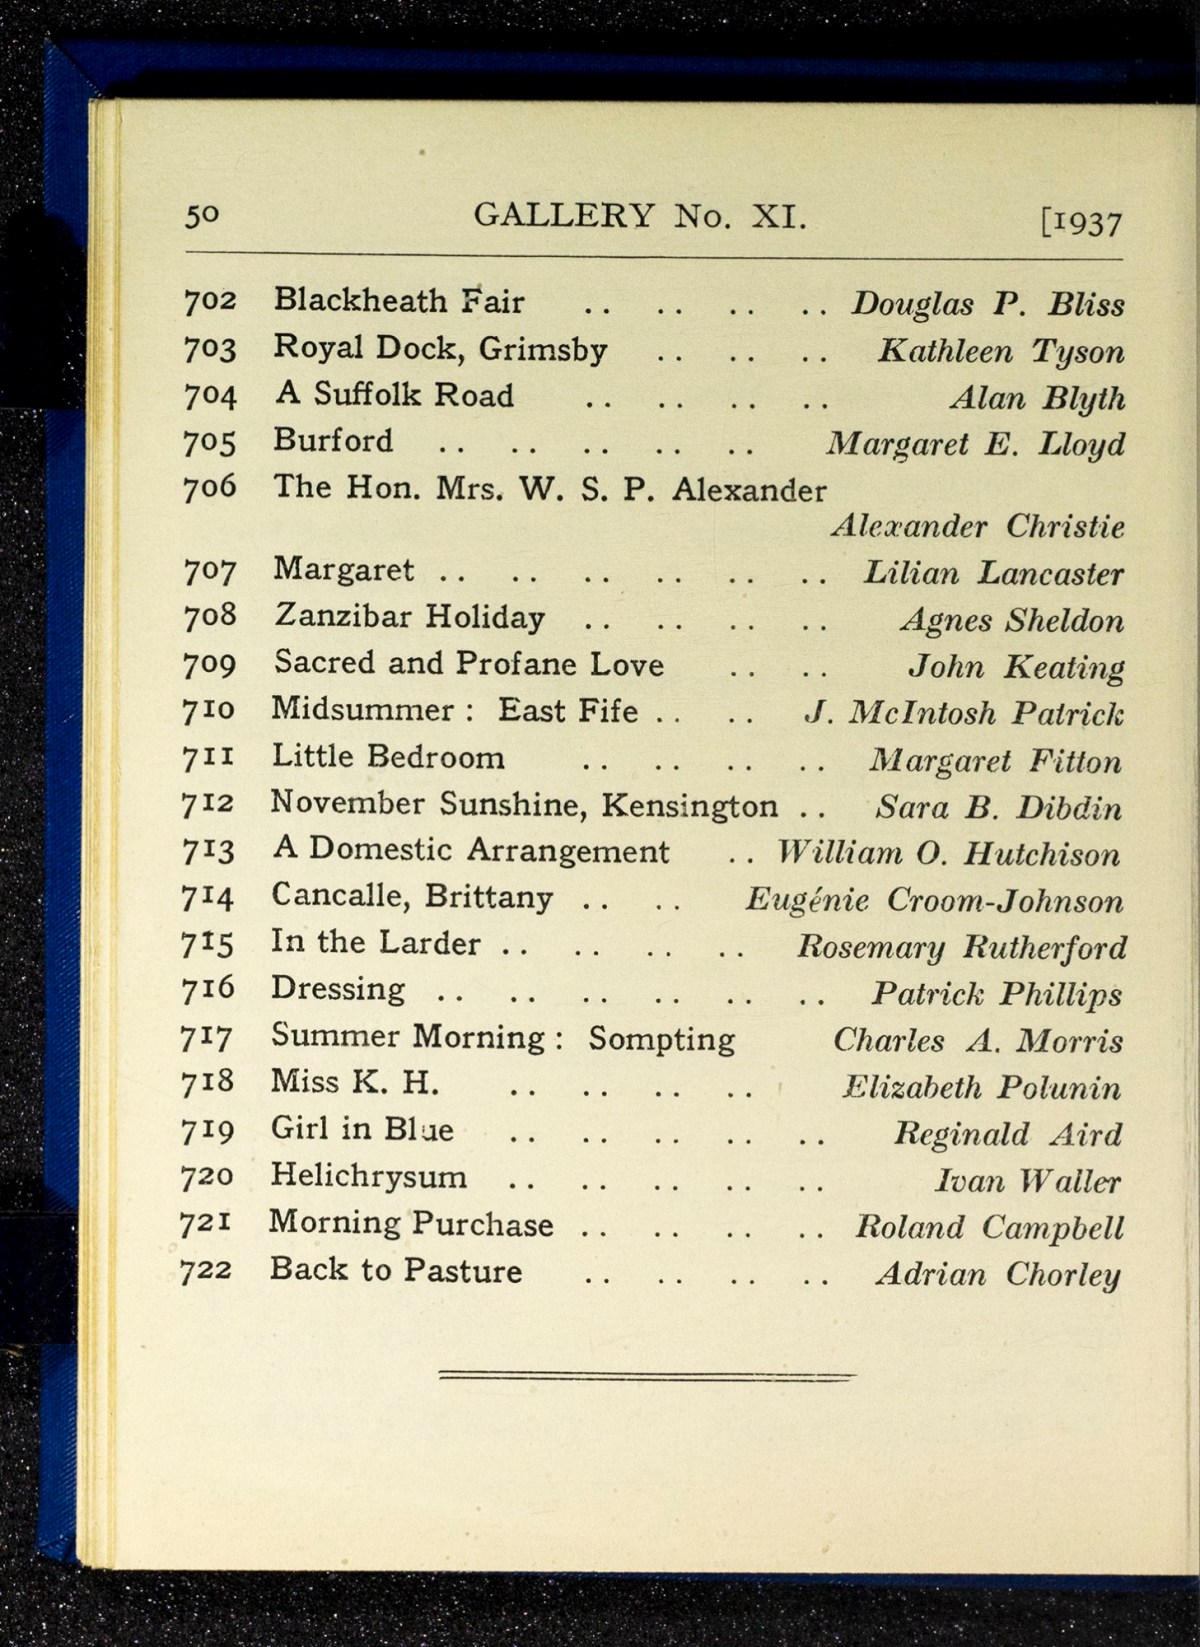 50 GALLERY No. XI. [1937
702 Blackheath Fair .. .. .. .. Douglas P. Bliss
703 Royal Dock, Grimsby .. .. .. Kathleen Tyson
704 A Suffolk Road .. .. .. .. Alan Blyth
705 Burford .. .. .. .. .. Margaret E. Lloyd
706 The Hon. Mrs. W. S. P. Alexander
Alexander Christie
707 Margaret .. .. .. .. .. .. Lilian Lancaster
708 Zanzibar Holiday .. .. .. .. Agnes Sheldon
709 Sacred and Profane Love .. .. John Keating
710 Midsummer : East Fife .. .. J. McIntosh Patrick
711 Little Bedroom .. .. .. .. Margaret Fitton
712 November Sunshine, Kensington .. Sara B. Dibdin
713 A Domestic Arrangement .. William O. Hutchison
714 Cancalle, Brittany .. .. Eugénie Croom-Johnson
715 In the Larder .. .. .. .. Rosemary Rutherford
716 Dressing .. .. .. .. .. .. Patrick Phillips
717 Summer Morning : Sompting Charles A. Morris
718 Miss K. H. .. .. .. .. Elizabeth Polunin
719 Girl in Blue .. .. .. .. .. Reginald Aird
720 Helichrysum .. .. .. .. .. Ivan Waller
721 Morning Purchase .. .. .. .. Roland Campbell
722 Back to Pasture .. .. .. .. Adrian Chorley